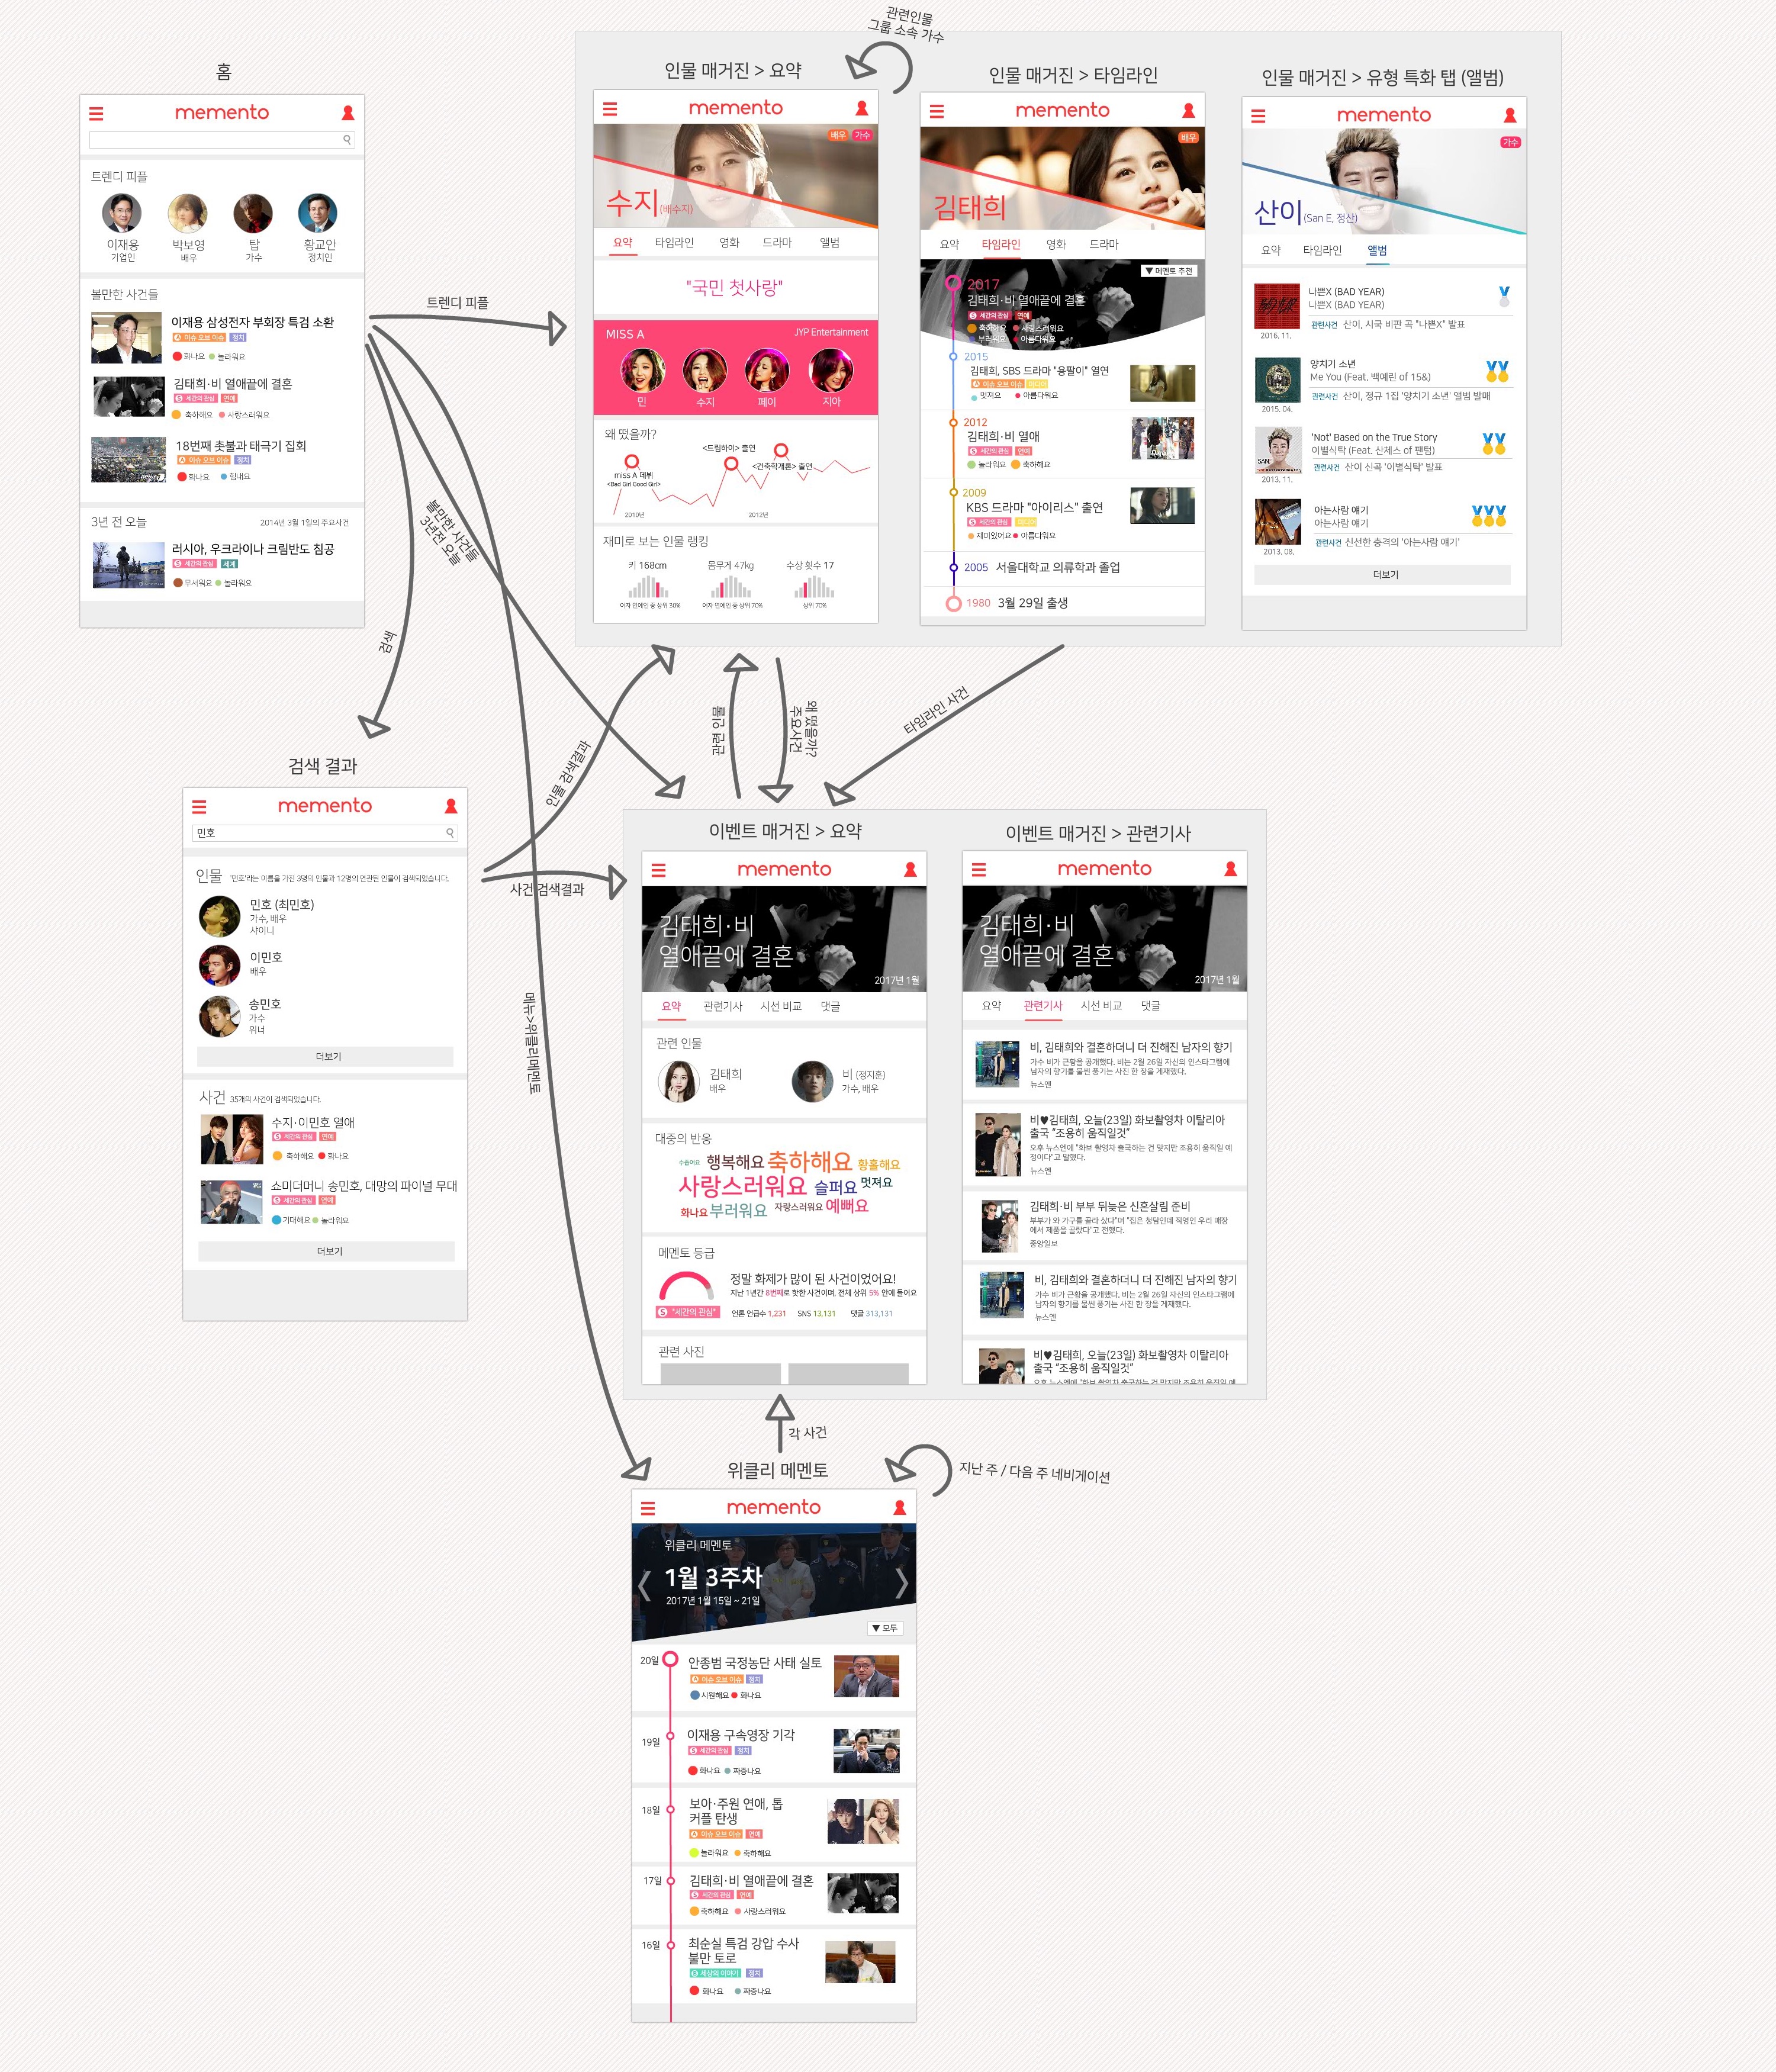 홈
memento
트렌디 피플
이재용
기업인
박보영
배우
탑
가수
황교안
정치인
볼만한 사건들
이재용 삼성전자 부회장 특검 소환
A 이슈 오브 이슈 정치
화나요 놀라워요
김태희·비 열애끝에 결혼
S 세간의 관심 연예
축하해요 사랑스러워요
18번째 촛불과 태극기 집회
A 이슈 오브 이슈 정치
화나요 힘내요
3년 전 오늘
2014년 3월 1일의 주요사건
러시아, 우크라이나 크림반도 침공
S 세간의 관심 세계
무서워요 놀라워요
트렌디 피플
볼만한 사건들
3년전 오늘
검색
메뉴>위클리메멘토
관련인물
그룹 소속 가수
인물 매거진 > 요약
memento
배우 가수
수지(배수지)
요약 타임라인 영화 드라마 앨범
"국민 첫사랑"
MISS A
JYP Entertainment
민 수지 페이 지아
왜 떴을까?
<드림하이> 출연
<건축학개론> 출연
miss A 데뷔
<Bad Girl Good Girl>
2010년 2012년
재미로 보는 인물 랭킹
키 168cm 몸무게 47kg 수상 횟수 17
여자 연예인 중 상위 30% 여자 연예인 중 상위 70% 상위 70%
인물 매거진 > 타임라인
memento
배우
김태희
요약 타임라인 영화 드라마
▼ 메멘토 추천
2017
김태희·비 열애끝에 결혼
S 세간의 관심 연예
축하해요 사랑스러워요
부러워요 아름다워요
2015
김태희, SBS 드라마 "용팔이" 열연
A 이슈 오브 이슈 미디어
멋져요 아름다워요
2012
김태희·비 열애
S 세간의 관심 연예
놀라워요 축하해요
2009
KBS 드라마 "아이리스" 출연
S 세간의 관심 미디어
재미있어요 아름다워요
2005 서울대학교 의류학과 졸업
1980 3월 29일 출생
인물 매거진 > 유형 특화 탭 (앨범)
memento
가수
산이(San E, 정산)
요약 타임라인 앨범
나쁜X (BAD YEAR)
나쁜X (BAD YEAR)
관련사건 산이, 시국 비판 곡 "나쁜X" 발표
2016. 11.
양치기 소년
Me You (Feat. 백예린 of 15&)
관련사건 산이, 정규 1집 '양치기 소년' 앨범 발매
2015. 04.
'Not' Based on the True Story
이별식탁 (Feat. 산체스 of 팬텀)
관련사건 산이 신곡 '이별식탁' 발표
2013. 11.
아는사람 얘기
아는사람 얘기
관련사건 신선한 충격의 '아는사람 얘기'
2013. 08.
더보기
인물 검색결과
관련 인물
왜 떴을까?
주요사건
타임라인 사건
사건 검색결과
검색 결과
memento
민호
인물 '민호'라는 이름을 가진 3명의 인물과 12명의 연관된 인물이 검색되었습니다.
민호 (최민호)
가수, 배우
샤이니
이민호
배우
송민호
가수
위너
더보기
사건 35개의 사건이 검색되었습니다.
수지·이민호 열애
S 세간의 관심 연예
축하해요 화나요
쇼미더머니 송민호, 대망의 파이널 무대
S 세간의 관심 연예
기대해요 놀라워요
더보기
이벤트 매거진 > 요약
memento
김태희·비
열애끝에 결혼
2017년 1월
요약 관련기사 시선 비교 댓글
관련 인물
김태희
배우
비 (정지훈)
가수, 배우
대중의 반응
수줍어요 행복해요 축하해요 황홀해요
사랑스러워요 슬퍼요 멋져요
화나요 부러워요 자랑스러워요 예뻐요
메멘토 등급
정말 화제가 많이 된 사건이었어요!
지난 1년간 8번째로 핫한 사건이며, 전체 상위 5% 안에 들어요
S "세간의 관심"
언론 언급수 1,231 SNS 13,131 댓글 313,131
관련 사진
이벤트 매거진 > 관련기사
memento
김태희·비
열애끝에 결혼
2017년 1월
요약 관련기사 시선 비교 댓글
비, 김태희와 결혼하더니 더 진해진 남자의 향기
가수 비가 근황을 공개했다. 비는 2월 26일 자신의 인스타그램에
남자의 향기를 물씬 풍기는 사진 한 장을 게재했다.
뉴스엔
비♥김태희, 오늘(23일) 화보촬영차 이탈리아
출국 "조용히 움직일것"
오후 뉴스엔에 "화보 촬영차 출국하는 건 맞지만 조용히 움직일 예
정이다"고 말했다.
뉴스엔
김태희·비 부부 뒤늦은 신혼살림 준비
부부가 와 가구를 골라 샀다"며 "집은 청담인데 직영인 우리 매장
에서 제품을 골랐다"고 전했다.
중앙일보
비, 김태희와 결혼하더니 더 진해진 남자의 향기
가수 비가 근황을 공개했다. 비는 2월 26일 자신의 인스타그램에
남자의 향기를 물씬 풍기는 사진 한 장을 게재했다.
뉴스엔
비♥김태희, 오늘(23일) 화보촬영차 이탈리아
출국 "조용히 움직일것"
오후 뉴스엔에 "화보 촬영차 출국하는 건 맞지만 조용히 움직일 예
각 사건
지난 주 / 다음 주 네비게이션
위클리 메멘토
memento
위클리 메멘토
1월 3주차
2017년 1월 15일 ~ 21일
▼ 모두
20일
안종범 국정농단 사태 실토
A 이슈 오브 이슈 정치
시원해요 화나요
19일
이재용 구속영장 기각
S 세간의 관심 정치
화나요 짜증나요
18일
보아·주원 연애, 톱
커플 탄생
A 이슈 오브 이슈 연예
놀라워요 축하해요
17일
김태희·비 열애끝에 결혼
S 세간의 관심 연예
축하해요 사랑스러워요
16일
최순실 특검 강압 수사
불만 토로
B 세상의 이야기 정치
화나요 짜증나요